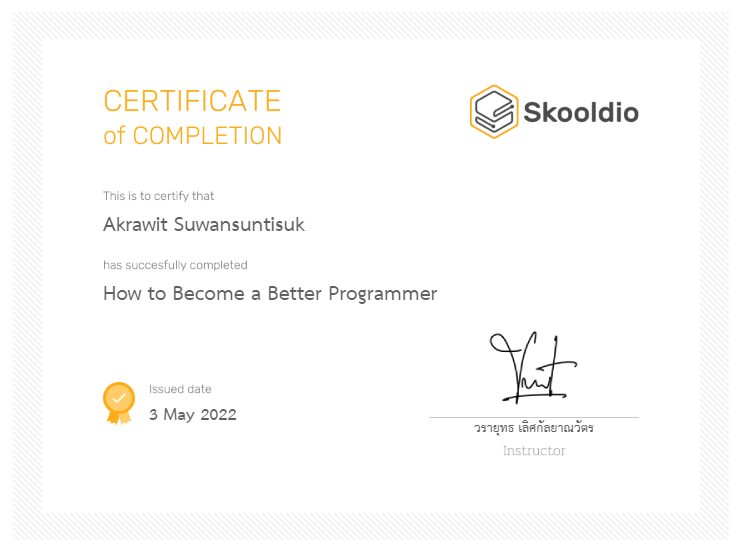 CERTIFICATE
of COMPLETION
Skooldio
This is to certify that
Akrawit Suwansuntisuk
has succesfully completed
How to Become a Better Programmer
Issued date
3 May 2022
วรายุทธ เลิศกัลยาณวัตร
Instructor